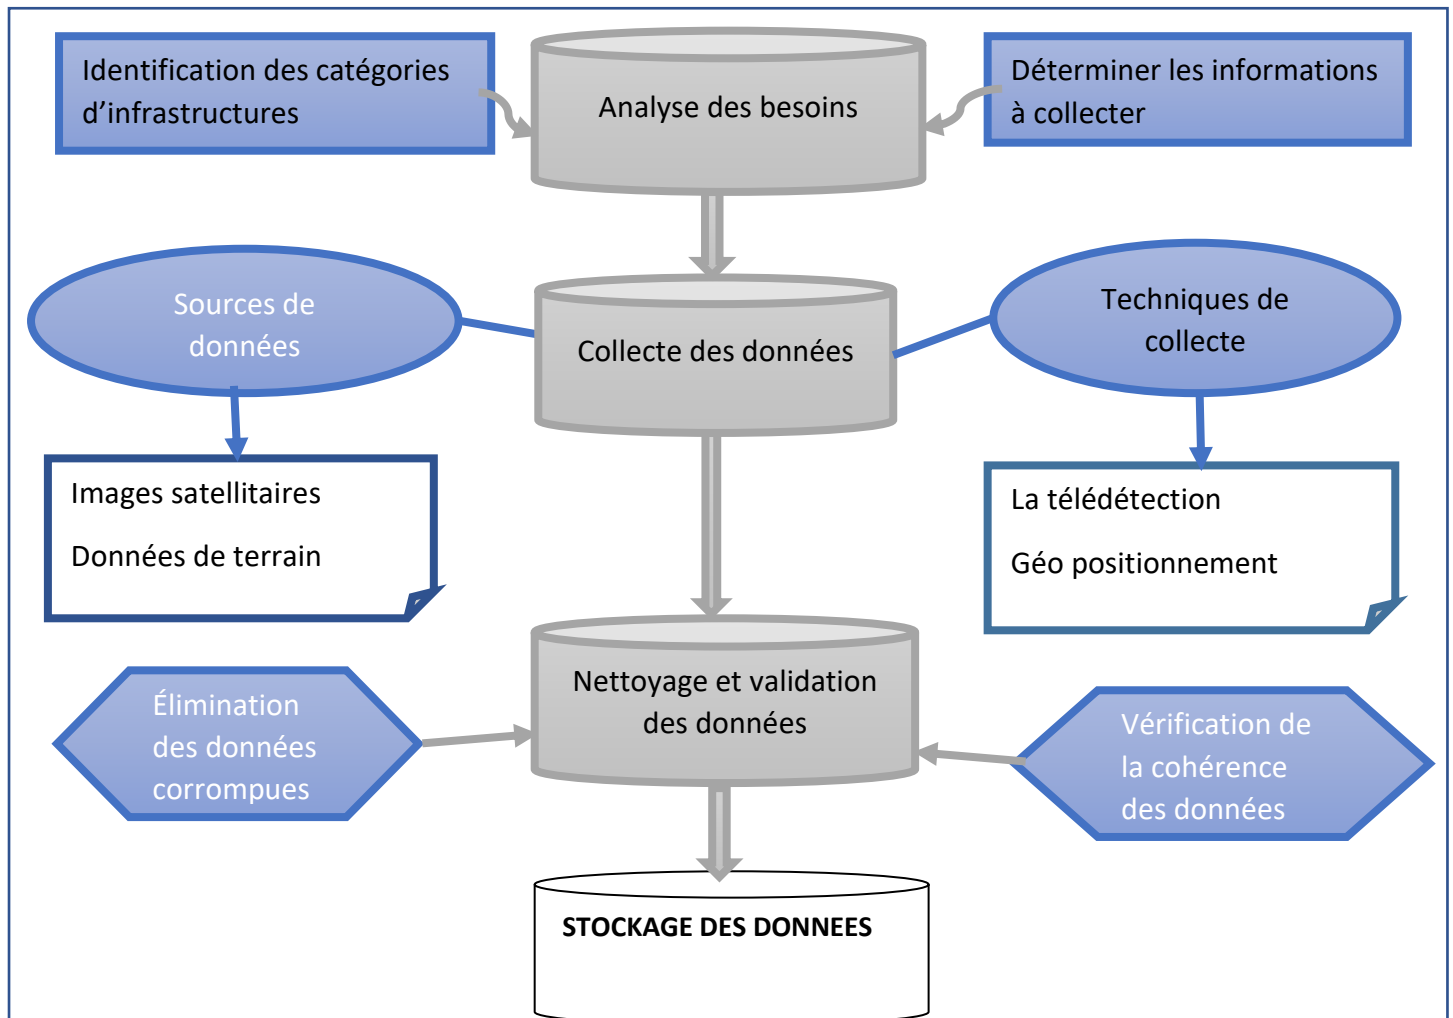 Identification des catégories
d’infrastructures
Analyse des besoins
Déterminer les informations
à collecter
Sources de
données
Collecte des données
Techniques de
collecte
Images satellitaires
Données de terrain
La télédétection
Géo positionnement
Élimination
des données
corrompues
Nettoyage et validation
des données
Vérification de
la cohérence
des données
STOCKAGE DES DONNEES